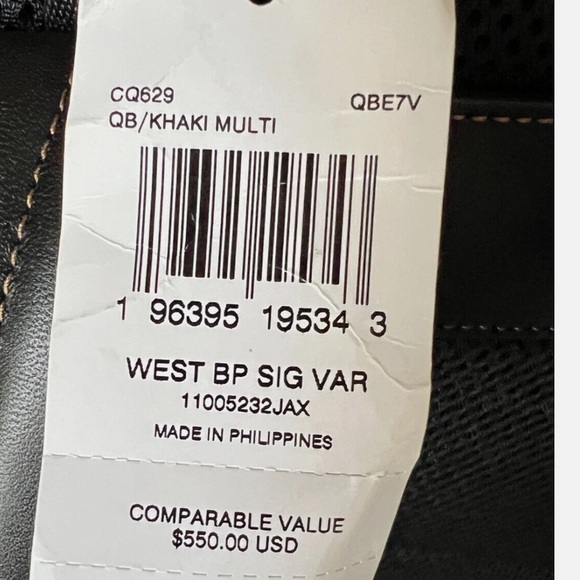 CQ629 QBE7V
QB/KHAKI MULTI
1 96395 19534 3
WEST BP SIG VAR
11005232JAX
MADE IN PHILIPPINES
COMPARABLE VALUE
$550.00 USD